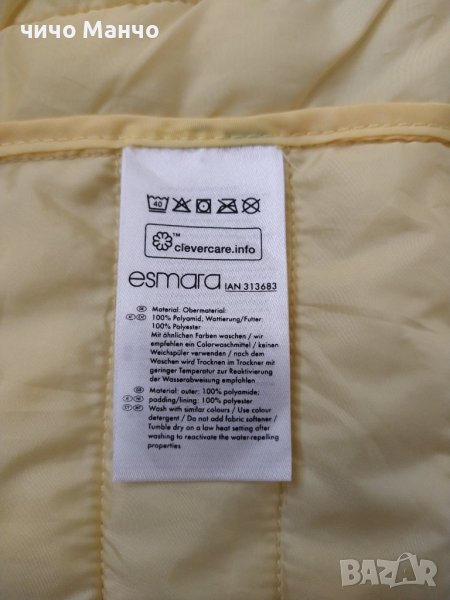 чичо Манчо
40
clevercare.info
esmara IAN 313683
Material: Obermaterial:
100% Polyamid, Wattierung/Futter:
100% Polyester
Mit ähnlichen Farben waschen / wir
empfehlen ein Colorwaschmittel / keinen
Weichspüler verwenden / nach dem
Waschen wird Trocknen im Trockner mit
geringer Temperatur zur Reaktivierung
der Wasserabweisung empfohlen
Material: outer: 100% polyamide;
padding/lining: 100% polyester
Wash with similar colours / Use colour
detergent / Do not add fabric softener /
Tumble dry on a low heat setting after
washing to reactivate the water-repelling
properties
BAZAR